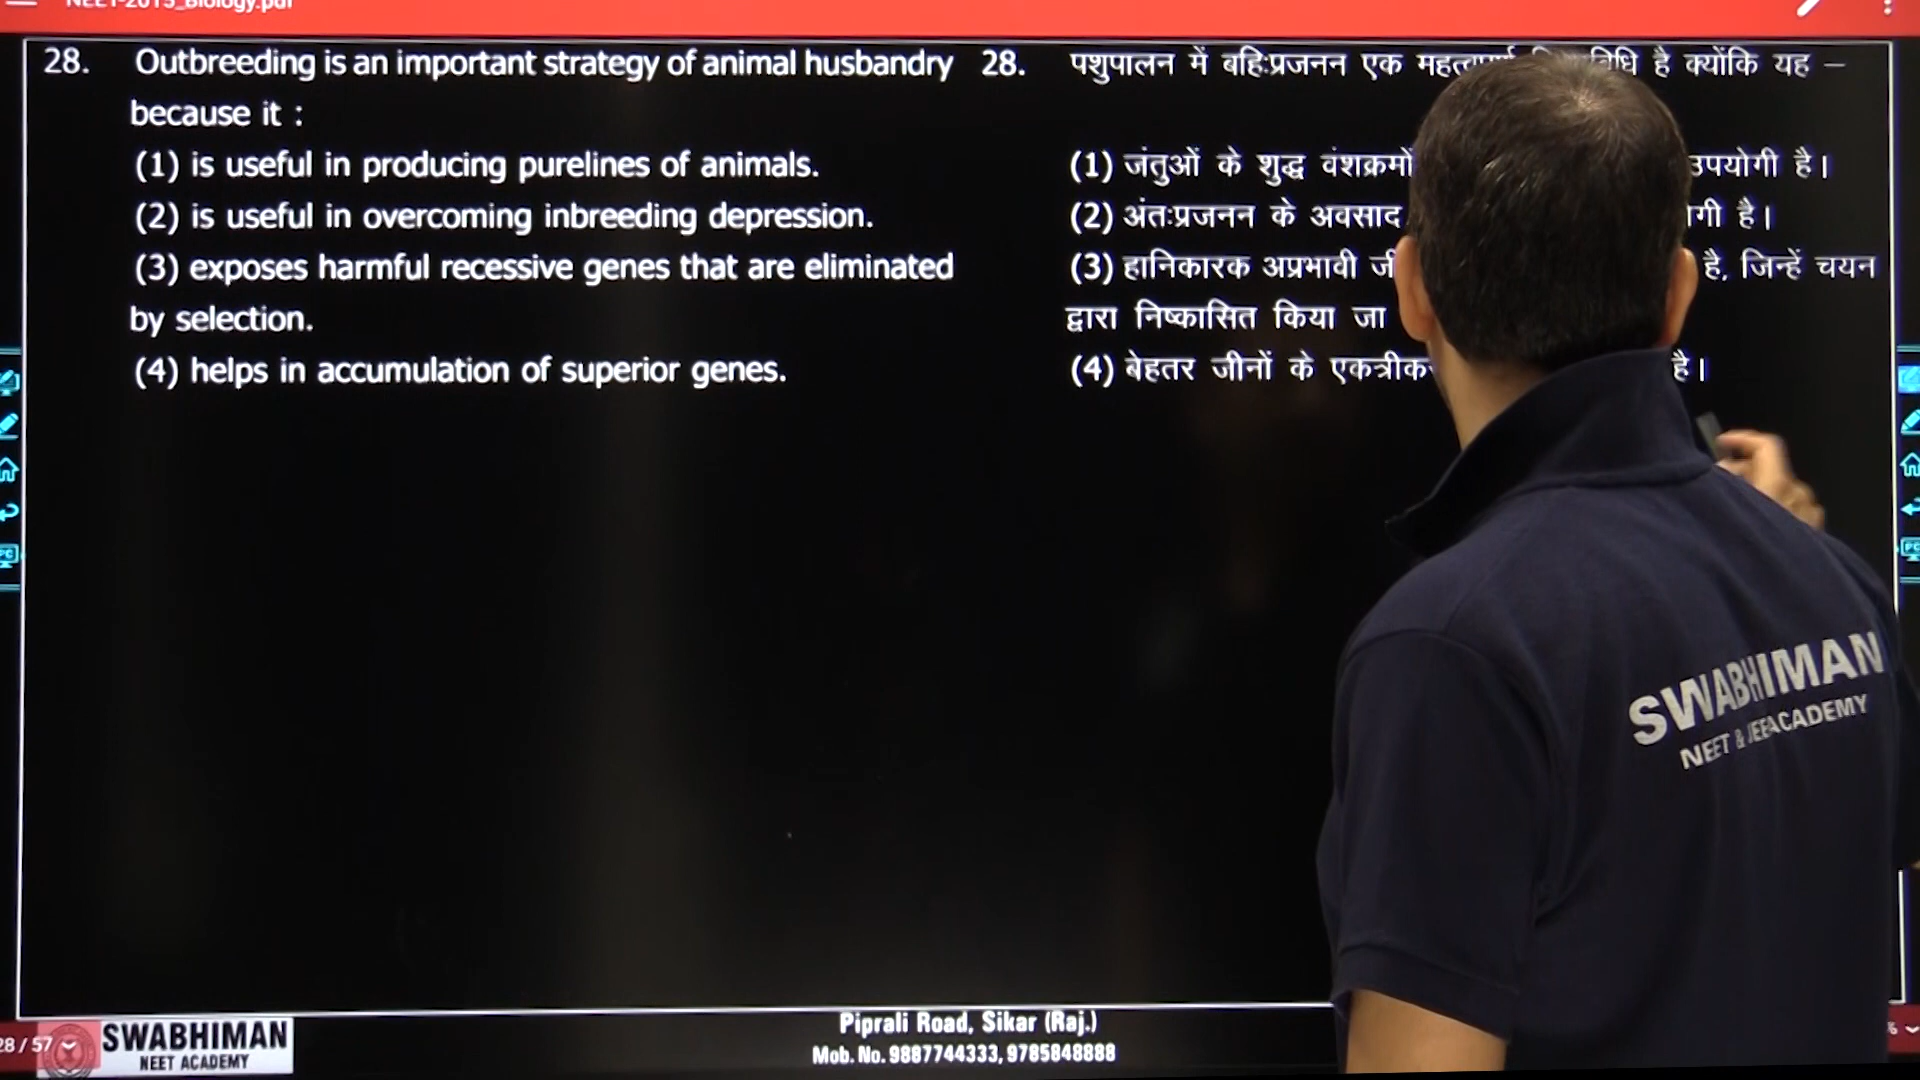 NEET-2015_Biology.pdf
28. Outbreeding is an important strategy of animal husbandry
because it :
(1) is useful in producing purelines of animals.
(2) is useful in overcoming inbreeding depression.
(3) exposes harmful recessive genes that are eliminated
by selection.
(4) helps in accumulation of superior genes.
28. पशुपालन में बहिःप्रजनन एक है क्योंकि यह –
(1) जंतुओं के शुद्ध वंशक्रमों उपयोगी है।
(2) अंतःप्रजनन के अवसाद है।
(3) हानिकारक अप्रभावी है, जिन्हें चयन
द्वारा निष्कासित किया जा
(4) बेहतर जीनों के है।
SWABHIMAN
NEET & JEE ACADEMY
28 / 57
SWABHIMAN
NEET ACADEMY
Piprali Road, Sikar (Raj.)
Mob. No. 9887744333, 9785848888